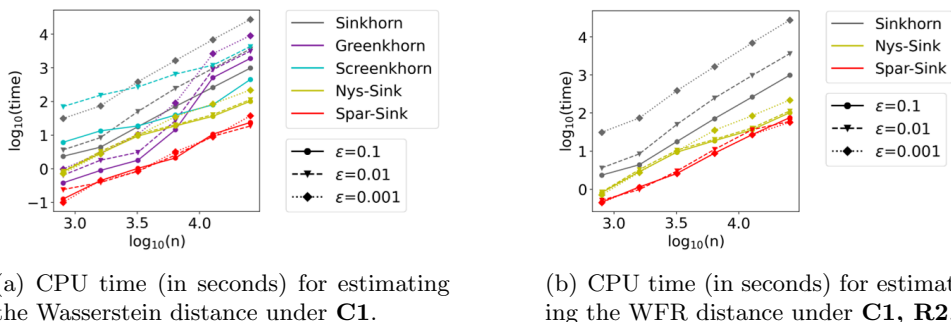 4
3
2
1
0
−1
log10(time)
3.0 3.5 4.0
log10(n)
Sinkhorn
Greenkhorn
Screenkhorn
Nys-Sink
Spar-Sink
ε=0.1
ε=0.01
ε=0.001
4
3
2
1
0
log10(time)
3.0 3.5 4.0
log10(n)
Sinkhorn
Nys-Sink
Spar-Sink
ε=0.1
ε=0.01
ε=0.001
a) CPU time (in seconds) for estimating
the Wasserstein distance under C1.
(b) CPU time (in seconds) for estimat
ing the WFR distance under C1, R2